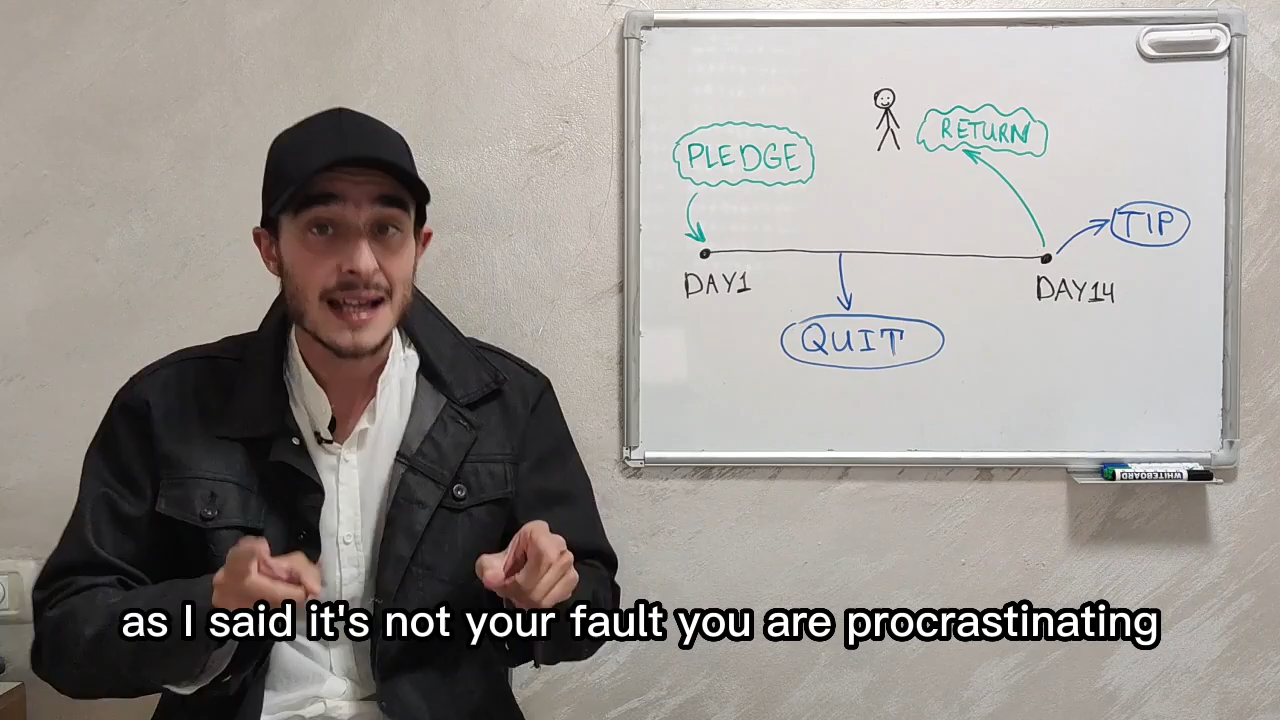 PLEDGE
RETURN
TIP
DAY1
DAY14
QUIT
WHITEBOARD
as I said it's not your fault you are procrastinating